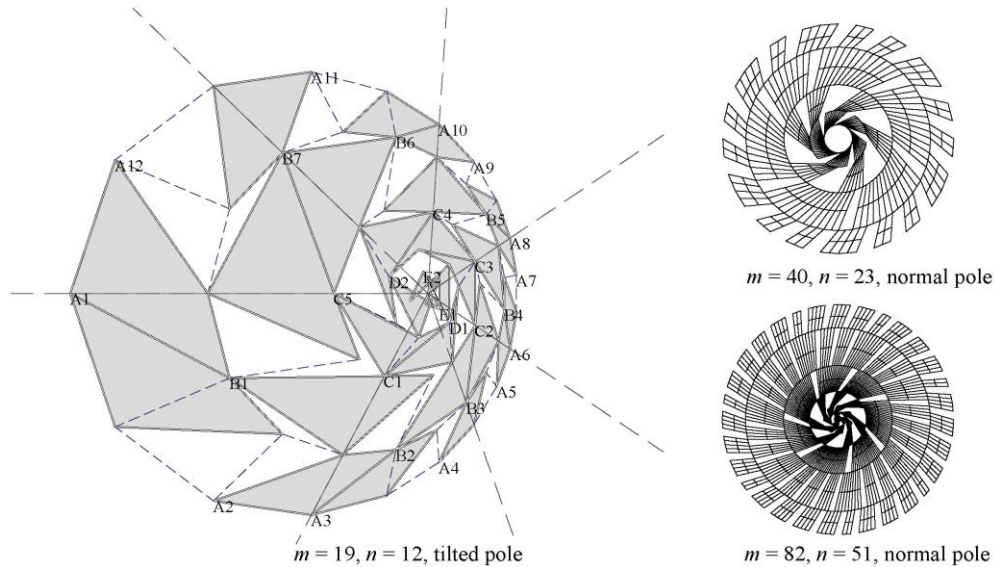 A11
A10
B6
B7
A9
A12
C4
B5
A8
C3
D2
E2
A7
A1
C5
E1
B4
D1
C2
A6
B1
C1
A5
B3
B2
A4
A2
A3
m = 19, n = 12, tilted pole
m = 40, n = 23, normal pole
m = 82, n = 51, normal pole